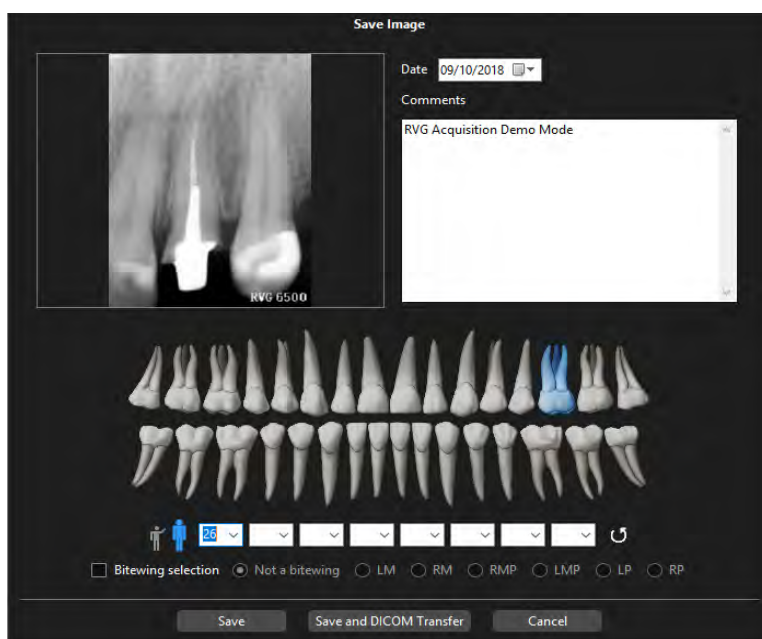 Save Image
Date 09/10/2018
Comments
RVG Acquisition Demo Mode
RVG 6500
26
Bitewing selection Not a bitewing LM RM RMP LMP LP RP
Save Save and DICOM Transfer Cancel